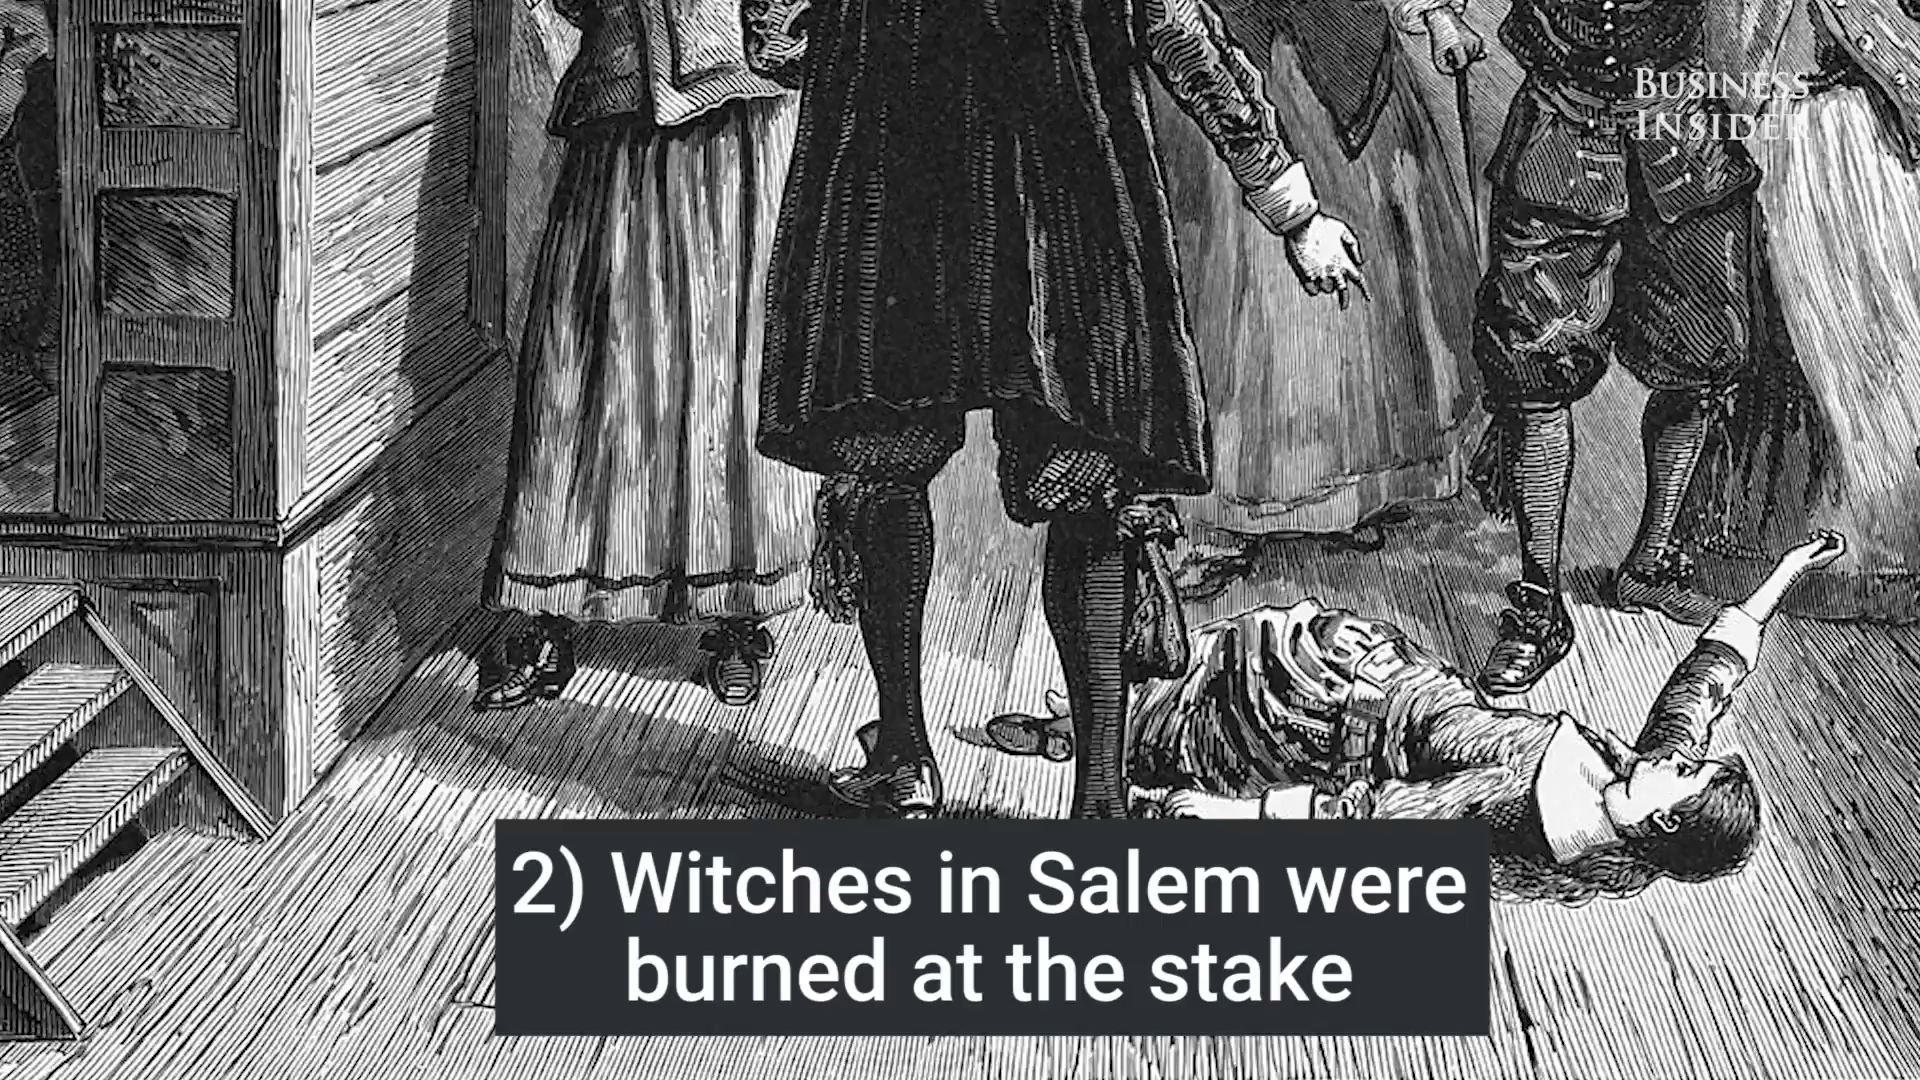 BUSINESS
INSIDER
2) Witches in Salem were
burned at the stake